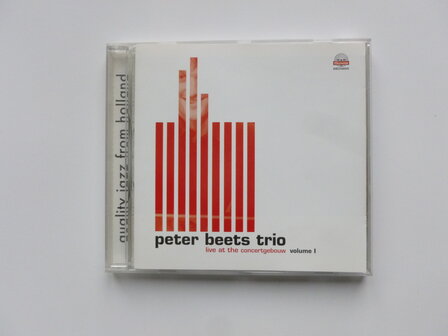 quality jazz from holland
peter beets trio
live at the concertgebouw volume I